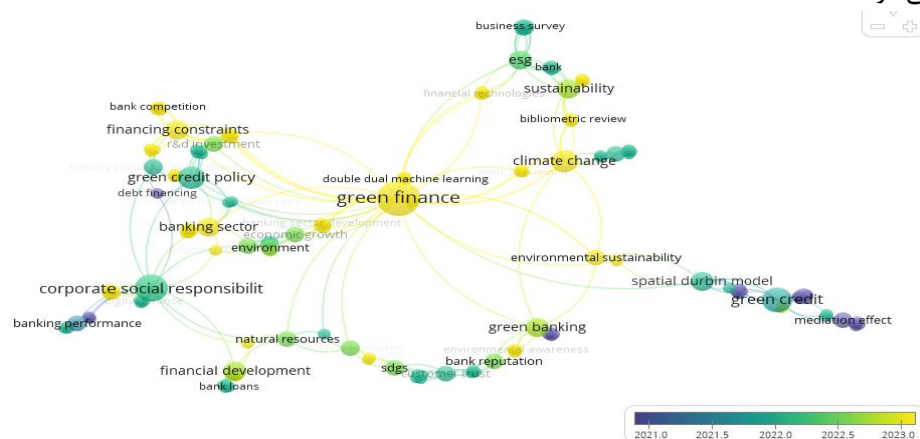 business survey
esg
bank
financial technologies
sustainability
bank competition
bibliometric review
financing constraints
r&d investment
climate change
green credit policy
double dual machine learning
debt financing
green finance
banking sector development
banking sector
economic growth
environment
environmental sustainability
spatial durbin model
corporate social responsibilit
green credit
banking performance
mediation effect
green banking
natural resources
environmental awareness
bank reputation
sdgs
financial development
customer trust
bank loans
2021.0 2021.5 2022.0 2022.5 2023.0